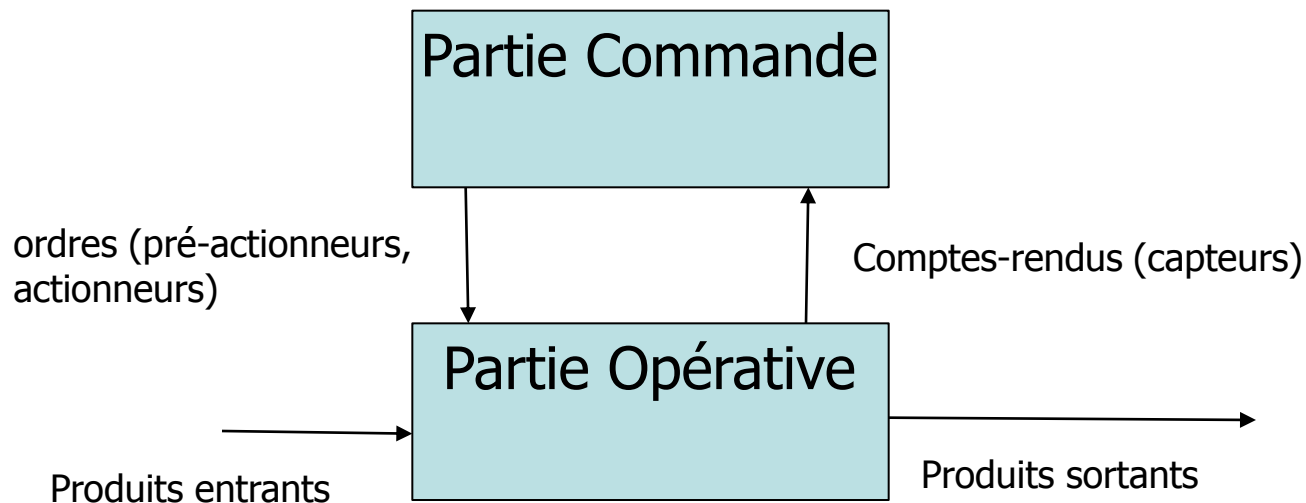 Partie Commande
ordres (pré-actionneurs,
actionneurs)
Comptes-rendus (capteurs)
Partie Opérative
Produits entrants
Produits sortants